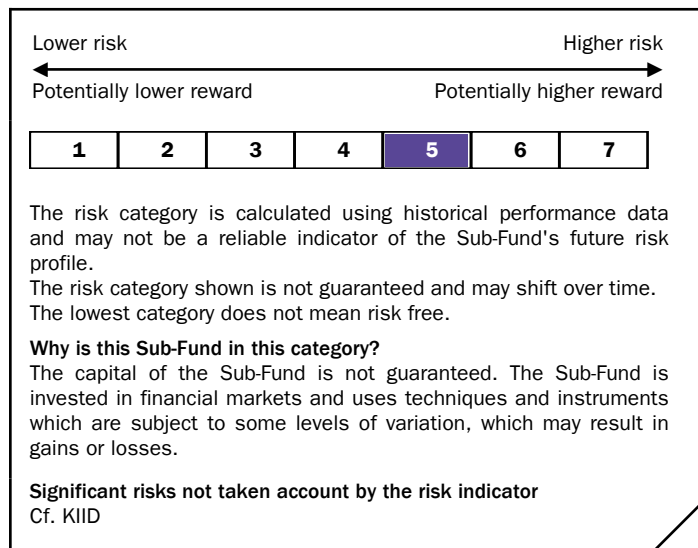 Lower risk Higher risk
Potentially lower reward Potentially higher reward
1 2 3 4 5 6 7
The risk category is calculated using historical performance data
and may not be a reliable indicator of the Sub-Fund's future risk
profile.
The risk category shown is not guaranteed and may shift over time.
The lowest category does not mean risk free.
Why is this Sub-Fund in this category?
The capital of the Sub-Fund is not guaranteed. The Sub-Fund is
invested in financial markets and uses techniques and instruments
which are subject to some levels of variation, which may result in
gains or losses.
Significant risks not taken account by the risk indicator
Cf. KIID